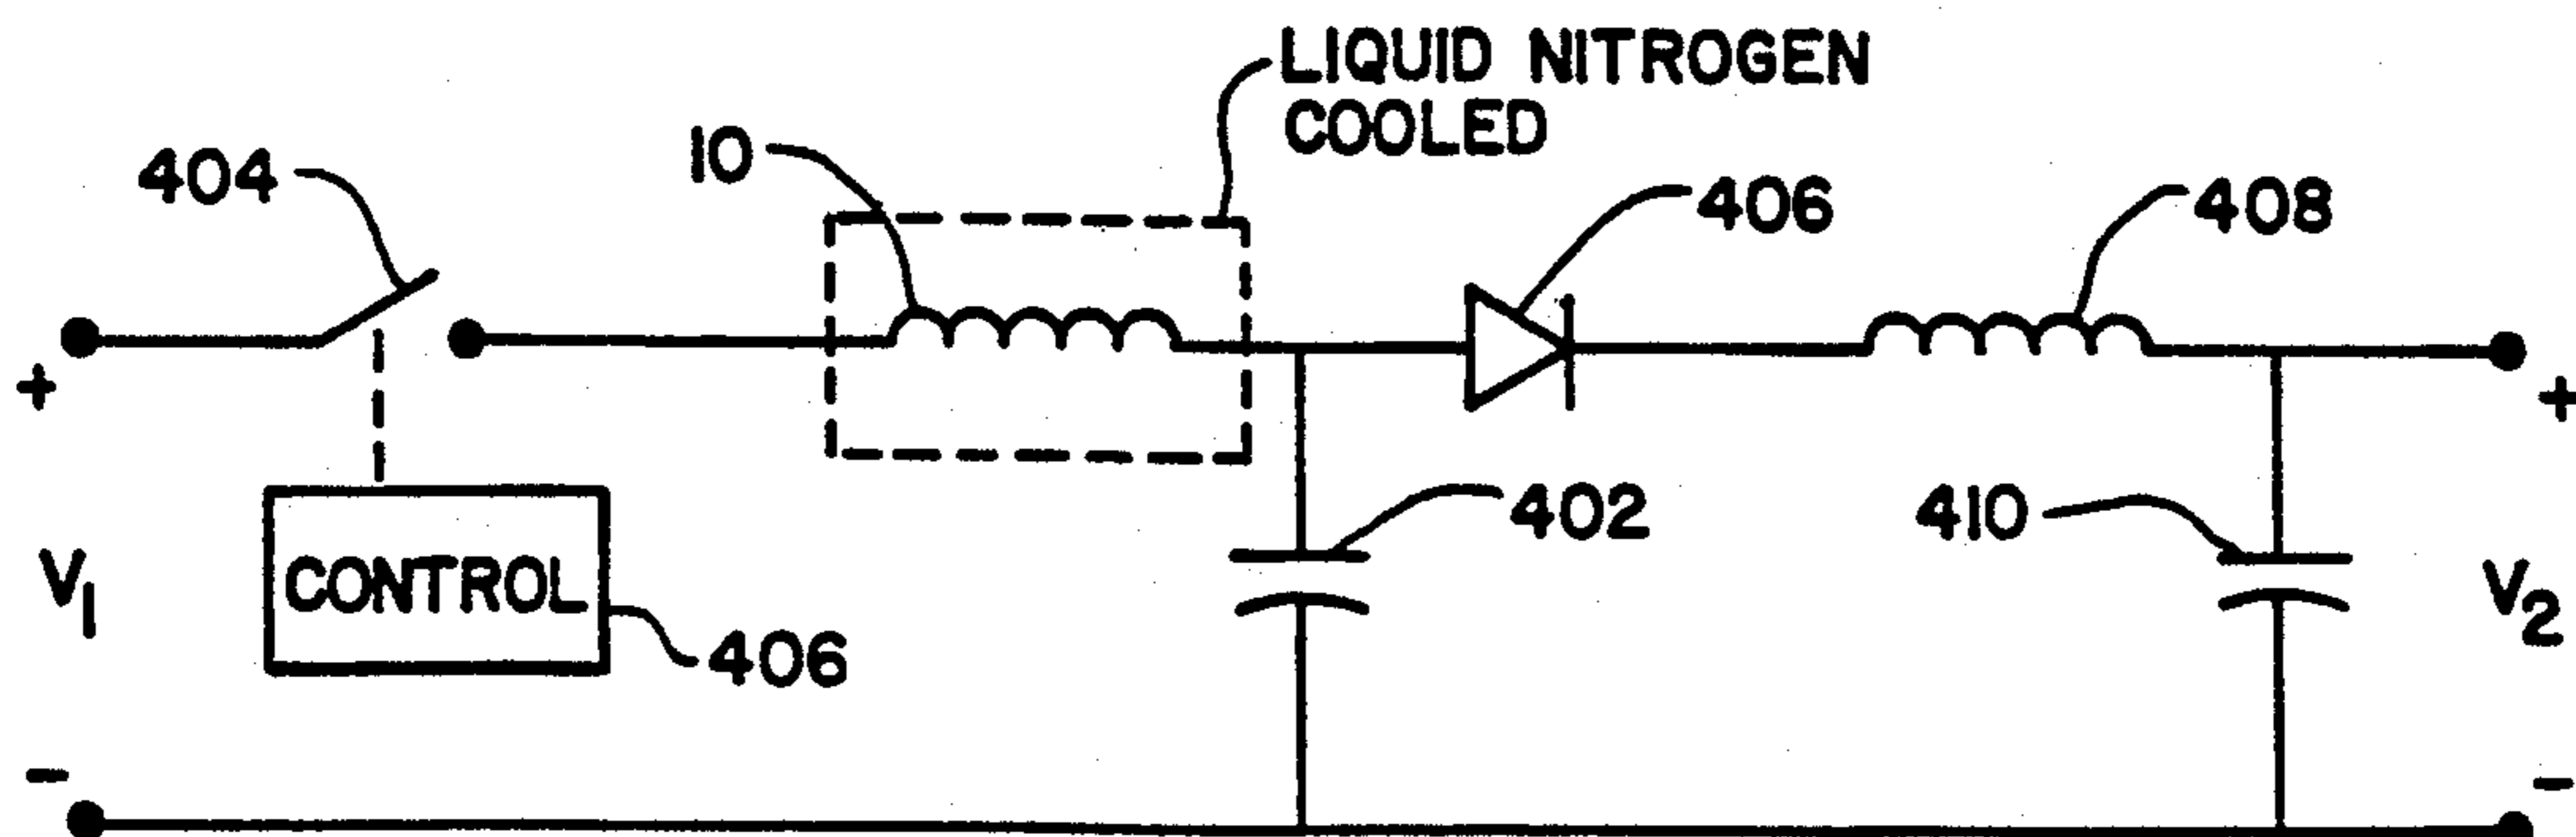 LIQUID NITROGEN
COOLED
10
404
406
408
+
+
402
410
V1
CONTROL
V2
406
-
-